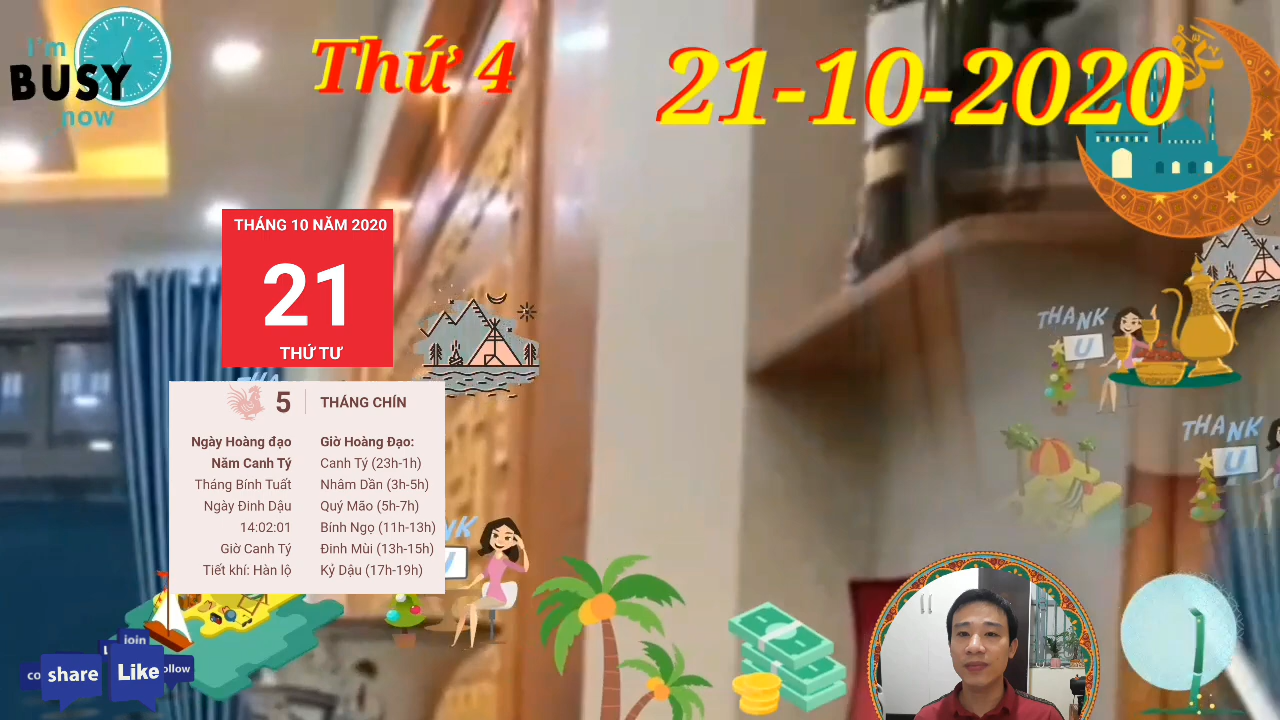 I'm
BUSY
now
Thứ 4
21-10-2020
THÁNG 10 NĂM 2020
21
THỨ TƯ
5
THÁNG CHÍN
Ngày Hoàng đạo
Năm Canh Tý
Tháng Bính Tuất
Ngày Đinh Dậu
14:02:01
Giờ Canh Tý
Tiết khí: Hàn lộ
Giờ Hoàng Đạo:
Canh Tý (23h-1h)
Nhâm Dần (3h-5h)
Quý Mão (5h-7h)
Bính Ngọ (11h-13h)
Đinh Mùi (13h-15h)
Kỷ Dậu (17h-19h)
THANK
U
THANK
U
share
Like